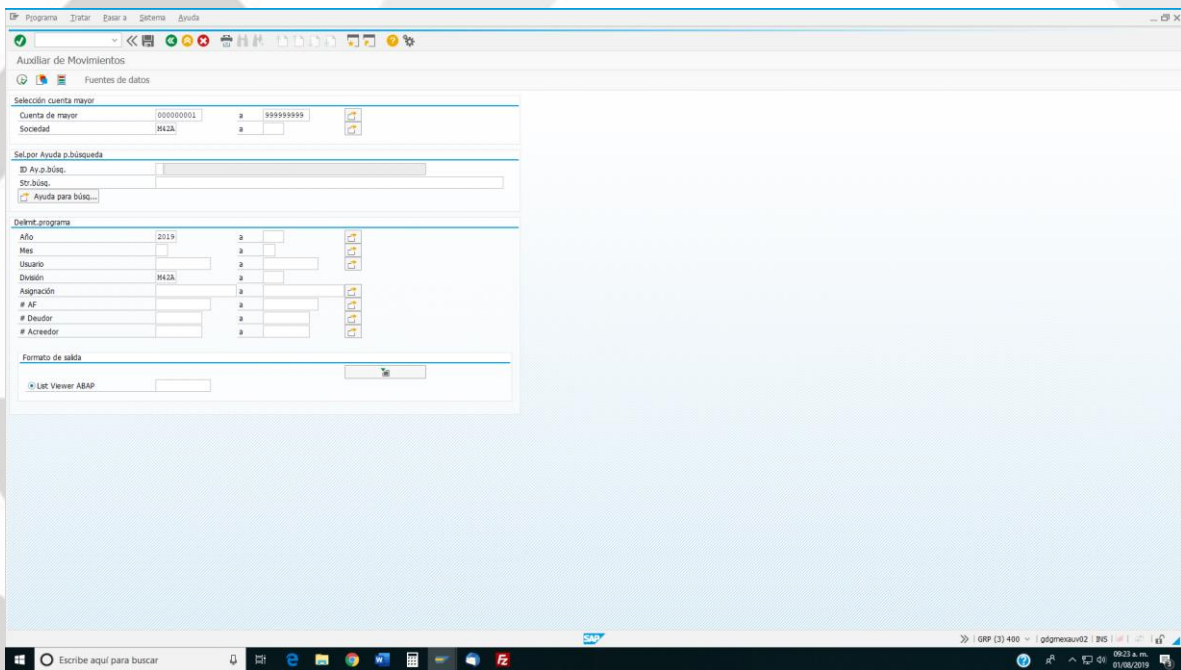 Programa Tratar Pasar a Sistema Ayuda
Auxiliar de Movimientos
Fuentes de datos
Selección cuenta mayor
Cuenta de mayor 000000001 a 999999999
Sociedad M42A a
Sel.por Ayuda p.búsqueda
ID Ay.p.búsq.
Str.búsq.
Ayuda para búsq...
Delimit.programa
Año 2019 a
Mes a
Usuario a
División M42A a
Asignación a
# AF a
# Deudor a
# Acreedor a
Formato de salida
List Viewer ABAP
SAP
GRP (3) 400 gdgmexauv02 INS
Escribe aquí para buscar
09:23 a. m.
01/08/2019